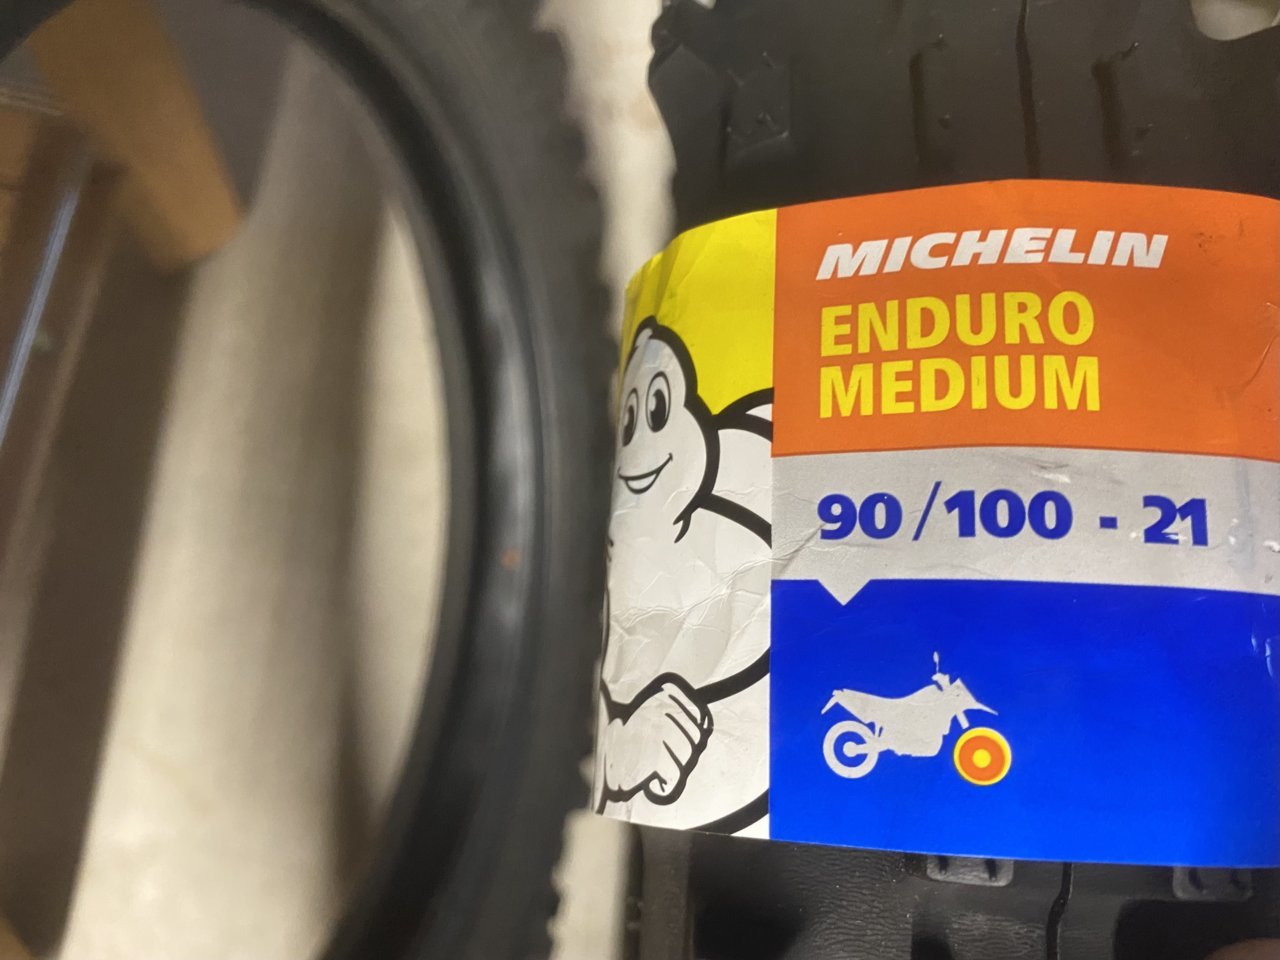 MICHELIN
ENDURO
MEDIUM
90/100 - 21